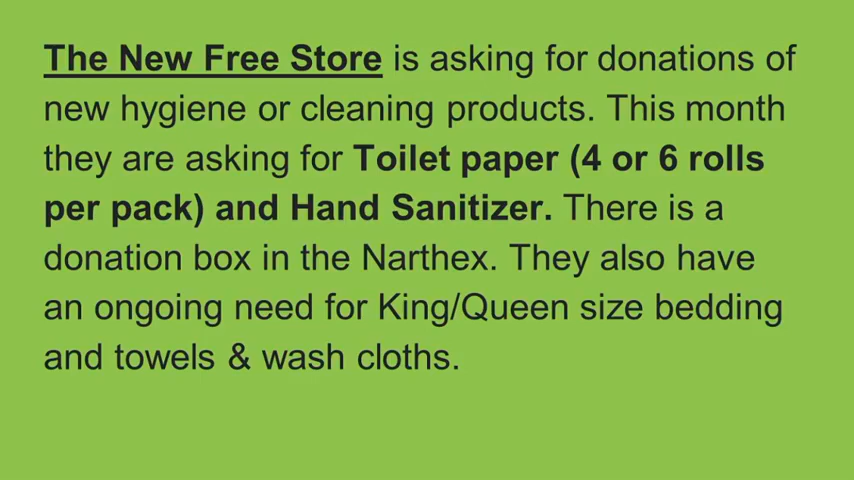 The New Free Store is asking for donations of
new hygiene or cleaning products. This month
they are asking for Toilet paper (4 or 6 rolls
per pack) and Hand Sanitizer. There is a
donation box in the Narthex. They also have
an ongoing need for King/Queen size bedding
and towels & wash cloths.